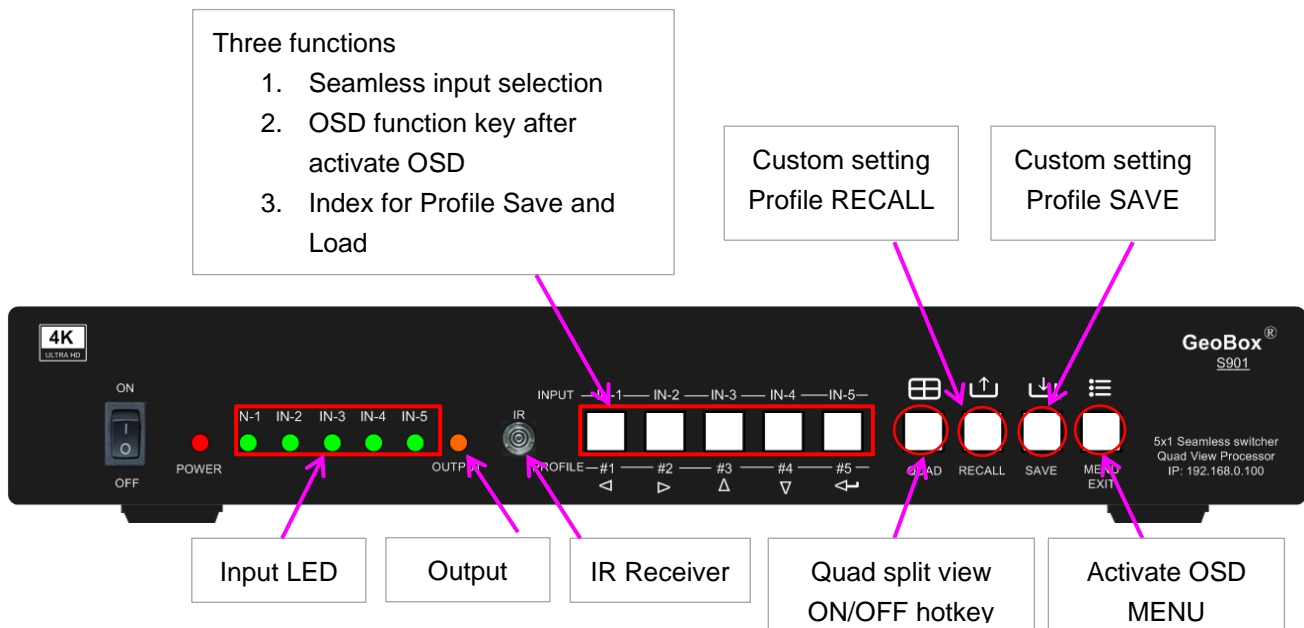 Three functions
1. Seamless input selection
2. OSD function key after
activate OSD
3. Index for Profile Save and
Load
Custom setting
Profile RECALL
Custom setting
Profile SAVE
4K
ULTRA HD
GeoBox®
S901
ON
OFF
I
O
POWER
N-1 IN-2 IN-3 IN-4 IN-5
OUTPUT
IR
INPUT IN-1 IN-2 IN-3 IN-4 IN-5
PROFILE #1 #2 #3 #4 #5
QUAD RECALL SAVE MENU
EXIT
5x1 Seamless switcher
Quad View Processor
IP: 192.168.0.100
Input LED
Output
IR Receiver
Quad split view
ON/OFF hotkey
Activate OSD
MENU